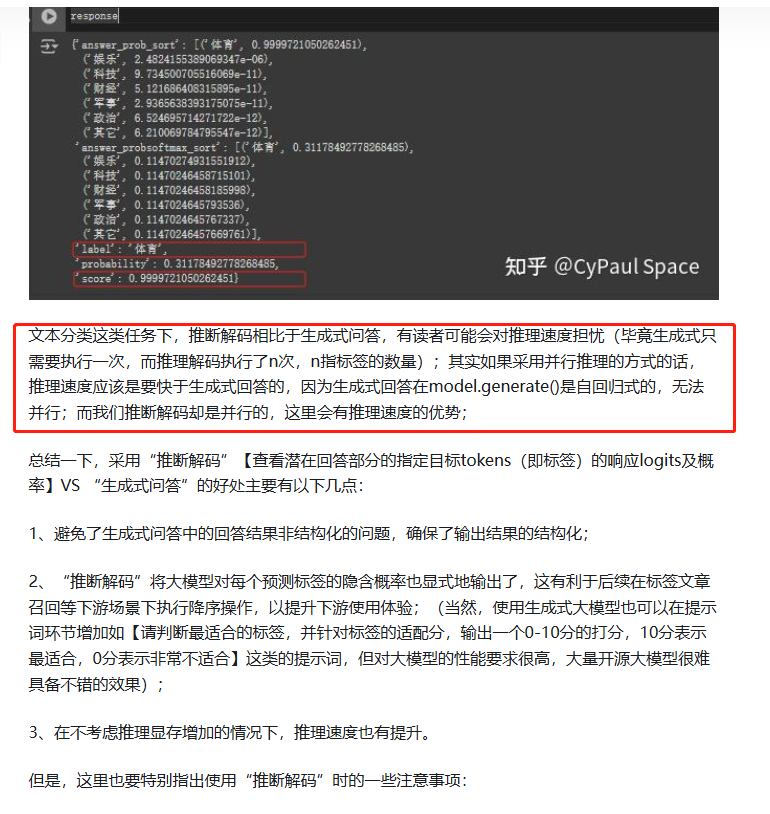 response
{'answer_prob_sort': [('体育', 0.9999721050262451),
('娱乐', 2.4824155389069347e-06),
('科技', 9.734500705516069e-11),
('财经', 5.121686408315895e-11),
('军事', 2.9365638393175075e-11),
('政治', 6.524695714271722e-12),
('其它', 6.210069784795547e-12)],
'answer_probsoftmax_sort': [('体育', 0.31178492778268485),
('娱乐', 0.11470274931551912),
('科技', 0.11470246458715101),
('财经', 0.11470246458185998),
('军事', 0.1147024645793536),
('政治', 0.114702464576​7337),
('其它', 0.11470246457669761)],
'label': '体育',
'probability': 0.31178492778268485,
'score': 0.9999721050262451}
知乎 @CyPaul Space
文本分类这类任务下，推断解码相比于生成式问答，有读者可能会对推理速度担忧（毕竟生成式只
需要执行一次，而推理解码执行了n次，n指标签的数量）；其实如果采用并行推理的方式的话，
推理速度应该是要快于生成式回答的，因为生成式回答在model.generate()是自回归式的，无法
并行；而我们推断解码却是并行的，这里会有推理速度的优势；
总结一下，采用“推断解码”【查看潜在回答部分的指定目标tokens（即标签）的响应logits及概
率】VS “生成式问答”的好处主要有以下几点：
1、避免了生成式问答中的回答结果非结构化的问题，确保了输出结果的结构化；
2、“推断解码”将大模型对每个预测标签的隐含概率也显式地输出了，这有利于后续在标签文章
召回等下游场景下执行降序操作，以提升下游使用体验；（当然，使用生成式大模型也可以在提示
词环节增加如【请判断最适合的标签，并针对标签的适配分，输出一个0-10分的打分，10分表示
最适合，0分表示非常不适合】这类的提示词，但对大模型的性能要求很高，大量开源大模型很难
具备不错的效果）；
3、在不考虑推理显存增加的情况下，推理速度也有提升。
但是，这里也要特别指出使用“推断解码”时的一些注意事项：